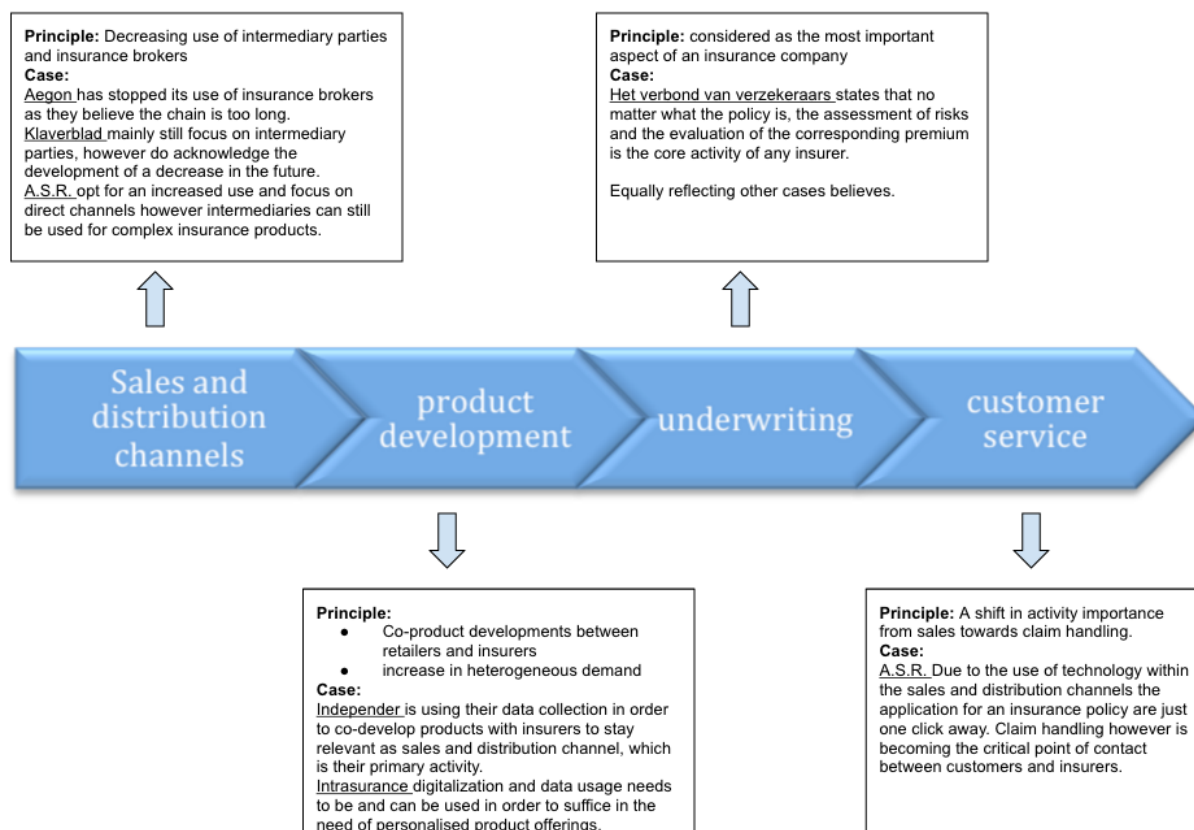 Principle: Decreasing use of intermediary parties
and insurance brokers
Case:
Aegon has stopped its use of insurance brokers
as they believe the chain is too long.
Klaverblad mainly still focus on intermediary
parties, however do acknowledge the
development of a decrease in the future.
A.S.R. opt for an increased use and focus on
direct channels however intermediaries can still
be used for complex insurance products.
Principle: considered as the most important
aspect of an insurance company
Case:
Het verbond van verzekeraars states that no
matter what the policy is, the assessment of risks
and the evaluation of the corresponding premium
is the core activity of any insurer.
Equally reflecting other cases believes.
Sales and
distribution
channels
product
development
underwriting
customer
service
Principle:
● Co-product developments between
retailers and insurers
● increase in heterogeneous demand
Case:
Independer is using their data collection in order
to co-develop products with insurers to stay
relevant as sales and distribution channel, which
is their primary activity.
Intrasurance digitalization and data usage needs
to be and can be used in order to suffice in the
need of personalised product offerings.
Principle: A shift in activity importance
from sales towards claim handling.
Case:
A.S.R. Due to the use of technology within
the sales and distribution channels the
application for an insurance policy are just
one click away. Claim handling however is
becoming the critical point of contact
between customers and insurers.